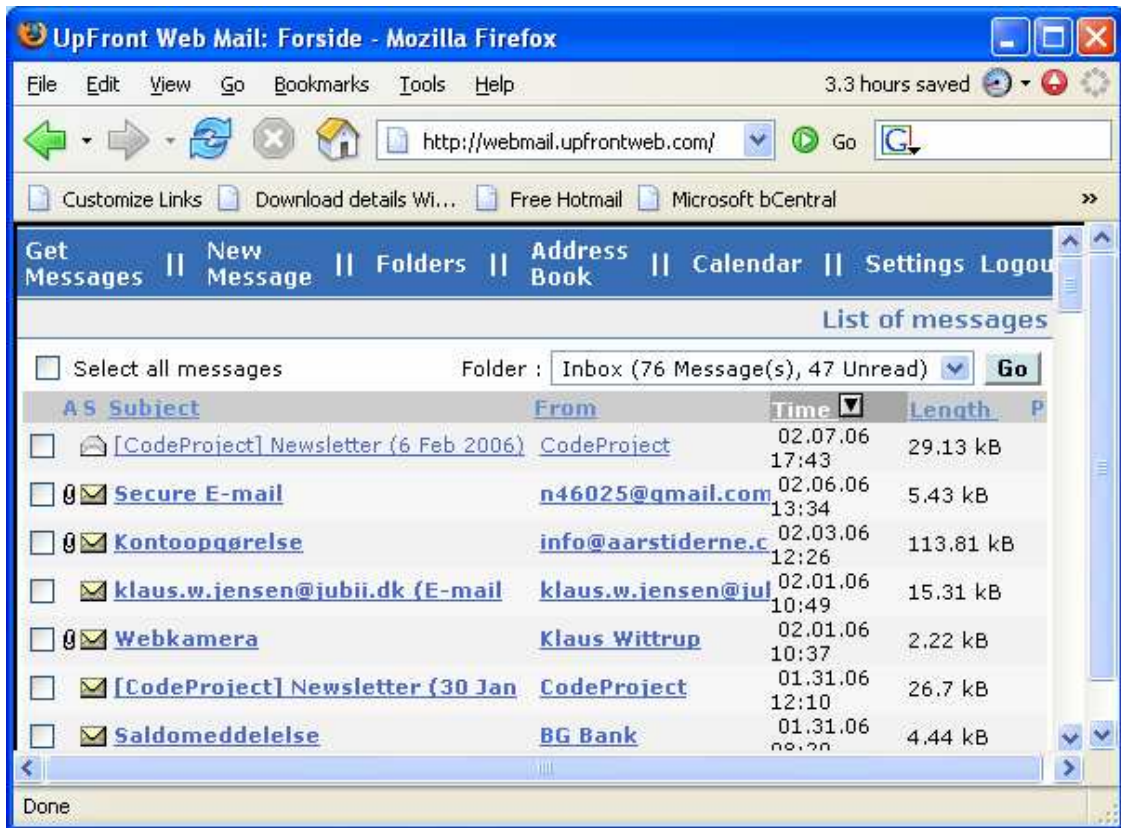 UpFront Web Mail: Forside - Mozilla Firefox
File Edit View Go Bookmarks Tools Help 3.3 hours saved
http://webmail.upfrontweb.com/ Go G
Customize Links Download details Wi... Free Hotmail Microsoft bCentral »
Get Messages || New Message || Folders || Address Book || Calendar || Settings Logou
List of messages
Select all messages Folder : Inbox (76 Message(s), 47 Unread) Go
A S Subject From Time Length P
[CodeProject] Newsletter (6 Feb 2006) CodeProject 02.07.06 17:43 29.13 kB
Secure E-mail n46025@gmail.com 02.06.06 13:34 5.43 kB
Kontoopgørelse info@aarstiderne.c 02.03.06 12:26 113.81 kB
klaus.w.jensen@jubii.dk (E-mail klaus.w.jensen@jul 02.01.06 10:49 15.31 kB
Webkamera Klaus Wittrup 02.01.06 10:37 2.22 kB
[CodeProject] Newsletter (30 Jan CodeProject 01.31.06 12:10 26.7 kB
Saldomeddelelse BG Bank 01.31.06 4.44 kB
Done